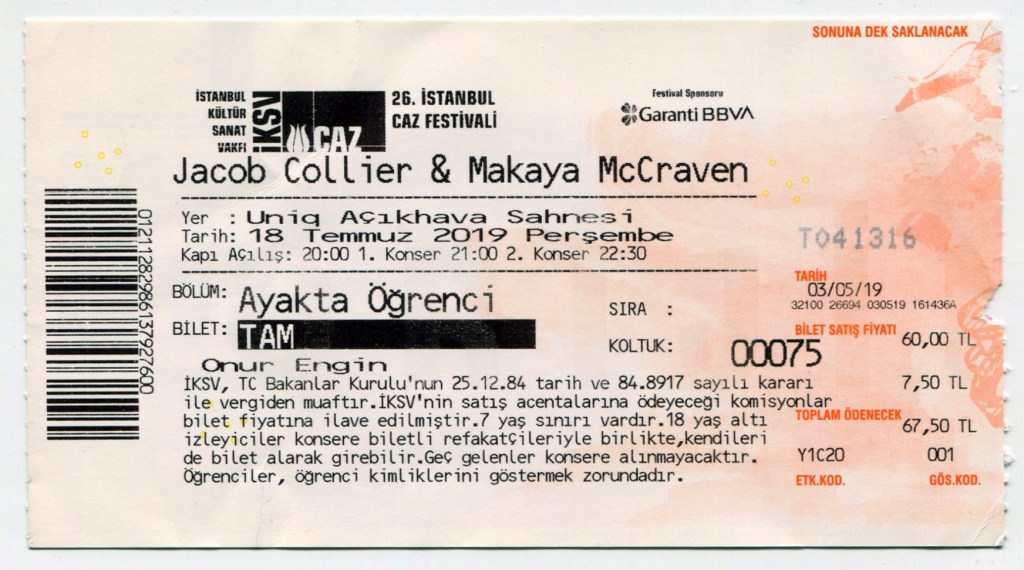 SONUNA DEK SAKLANACAK
İSTANBUL
KÜLTÜR
SANAT
VAKFI
İKSV
CAZ
26. İSTANBUL
CAZ FESTİVALİ
Festival Sponsoru
Garanti BBVA
Jacob Collier & Makaya McCraven
Yer : Uniq Açıkhava Sahnesi
Tarih: 18 Temmuz 2019 Perşembe
Kapı Açılış: 20:00 1. Konser 21:00 2. Konser 22:30
BÖLÜM: Ayakta Öğrenci
SIRA :
BİLET: TAM
KOLTUK: 00075
Onur Engin
İKSV, TC Bakanlar Kurulu'nun 25.12.84 tarih ve 84.8917 sayılı kararı
ile vergiden muaftır.İKSV'nin satış acentalarına ödeyeceği komisyonlar
bilet fiyatına ilave edilmiştir.7 yaş sınırı vardır.18 yaş altı
izleyiciler konsere biletli refakatçileriyle birlikte,kendileri
de bilet alarak girebilir.Geç gelenler konsere alınmayacaktır.
Öğrenciler, öğrenci kimliklerini göstermek zorundadır.
01211282986137927600
T041316
TARİH
03/05/19
32100 26694 030519 161436A
BİLET SATIŞ FİYATI
60,00 TL
7,50 TL
TOPLAM ÖDENECEK
67,50 TL
Y1C20 001
ETK.KOD. GÖS.KOD.